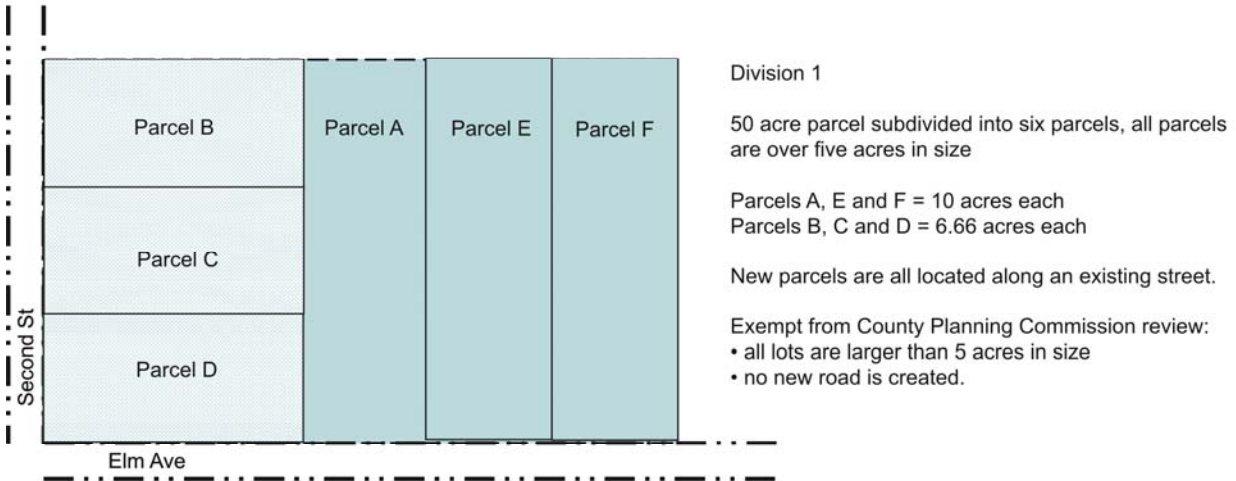 Parcel B
Parcel A
Parcel E
Parcel F
Parcel C
Parcel D
Second St
Elm Ave
Division 1
50 acre parcel subdivided into six parcels, all parcels
are over five acres in size
Parcels A, E and F = 10 acres each
Parcels B, C and D = 6.66 acres each
New parcels are all located along an existing street.
Exempt from County Planning Commission review:
• all lots are larger than 5 acres in size
• no new road is created.